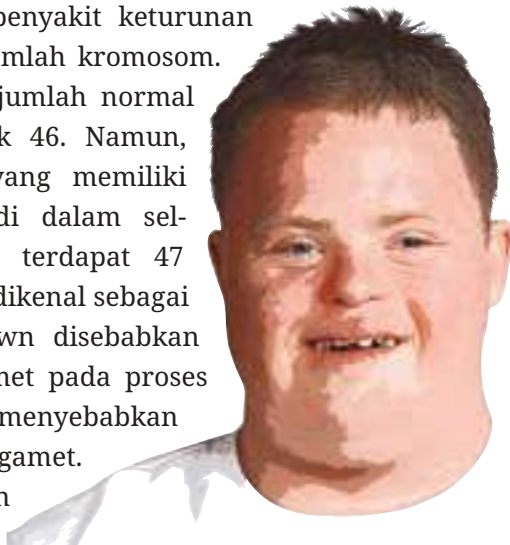 penyakit keturunan
mlah kromosom.
jumlah normal
k 46. Namun,
yang memiliki
di dalam sel-
terdapat 47
dikenal sebagai
wn disebabkan
net pada proses
menyebabkan
gamet.
n